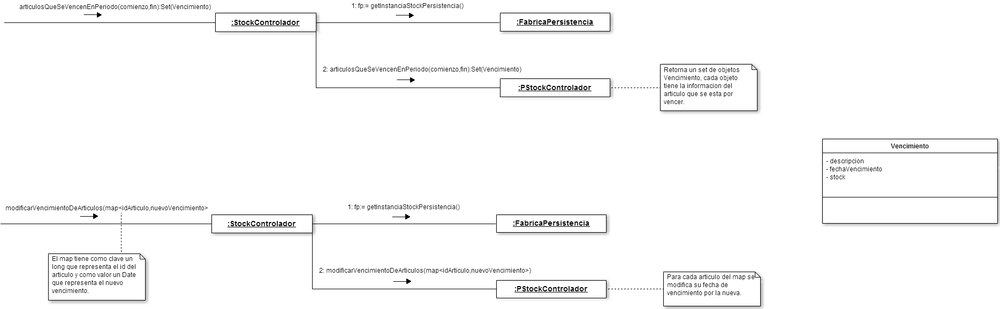 articulosQueSeVencenEnPeriodo(comienzo,fin):Set(Vencimiento)
:StockControlador
1: fp:= getInstanciaStockPersistencia()
:FabricaPersistencia
2: articulosQueSeVencenEnPeriodo(comienzo,fin):Set(Vencimiento)
:PStockControlador
Retorna un set de objetos
Vencimiento, cada objeto
tiene la informacion del
articulo que se esta por
vencer.
Vencimiento
- descripcion
- fechaVencimiento
- stock
modificarVencimientoDeArticulos(map<idArticulo,nuevoVencimiento>
:StockControlador
1: fp:= getInstanciaStockPersistencia()
:FabricaPersistencia
El map tiene como clave un
long que representa el id del
articulo y como valor un Date
que representa el nuevo
vencimiento.
2: modificarVencimientoDeArticulos(map<idArticulo,nuevoVencimiento>)
:PStockControlador
Para cada articulo del map se
modifica su fecha de
vencimiento por la nueva.